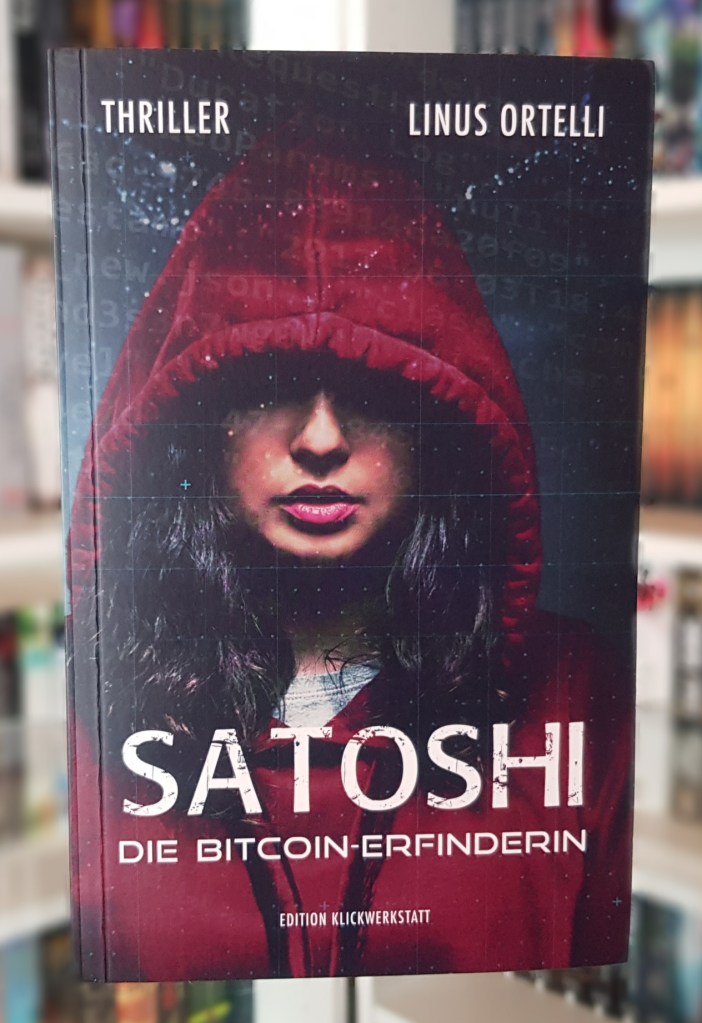 THRILLER LINUS ORTELLI
SATOSHI
DIE BITCOIN-ERFINDERIN
EDITION KLICKWERKSTATT